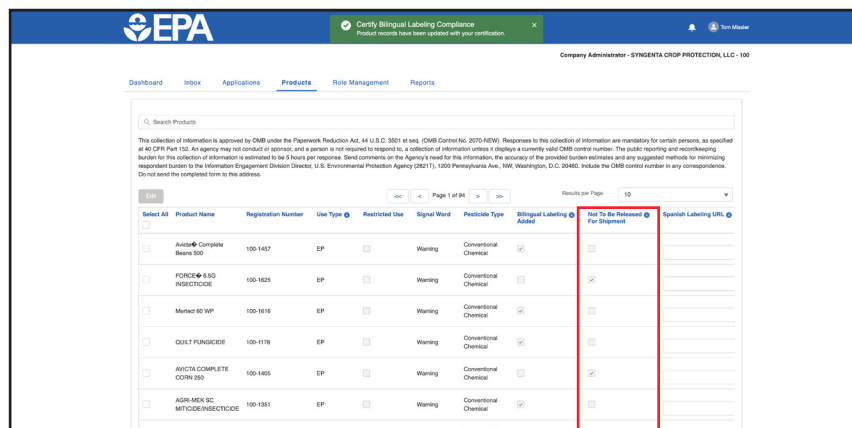 EPA
Certify Bilingual Labeling Compliance ×
Product records have been updated with your certification.
Tom Missler
Company Administrator - SYNGENTA CROP PROTECTION, LLC - 100
Dashboard Inbox Applications Products Role Management Reports
Search Products
This collection of information is approved by OMB under the Paperwork Reduction Act, 44 U.S.C. 3501 et seq. (OMB Control No. 2070-NEW). Responses to this collection of information are mandatory for certain persons, as specified
at 40 CFR Part 152. An agency may not conduct or sponsor, and a person is not required to respond to, a collection of information unless it displays a currently valid OMB control number. The public reporting and recordkeeping
burden for this collection of information is estimated to be 5 hours per response. Send comments on the Agency's need for this information, the accuracy of the provided burden estimates and any suggested methods for minimizing
respondent burden to the Information Engagement Division Director, U.S. Environmental Protection Agency (2821T), 1200 Pennsylvania Ave., NW, Washington, D.C. 20460. Include the OMB control number in any correspondence.
Do not send the completed form to this address.
Edit << < Page 1 of 94 > >> Results per Page 10
Select All Product Name Registration Number Use Type Restricted Use Signal Word Pesticide Type Bilingual Labeling Added Not To Be Released For Shipment Spanish Labeling URL
Avicta� Complete Beans 500 100-1457 EP Warning Conventional Chemical
FORCE� 6.5G INSECTICIDE 100-1625 EP Warning Conventional Chemical
Mertect 60 WP 100-1616 EP Warning Conventional Chemical
QUILT FUNGICIDE 100-1178 EP Warning Conventional Chemical
AVICTA COMPLETE CORN 250 100-1405 EP Warning Conventional Chemical
AGRI-MEK SC MITICIDE/INSECTICIDE 100-1351 EP Warning Conventional Chemical